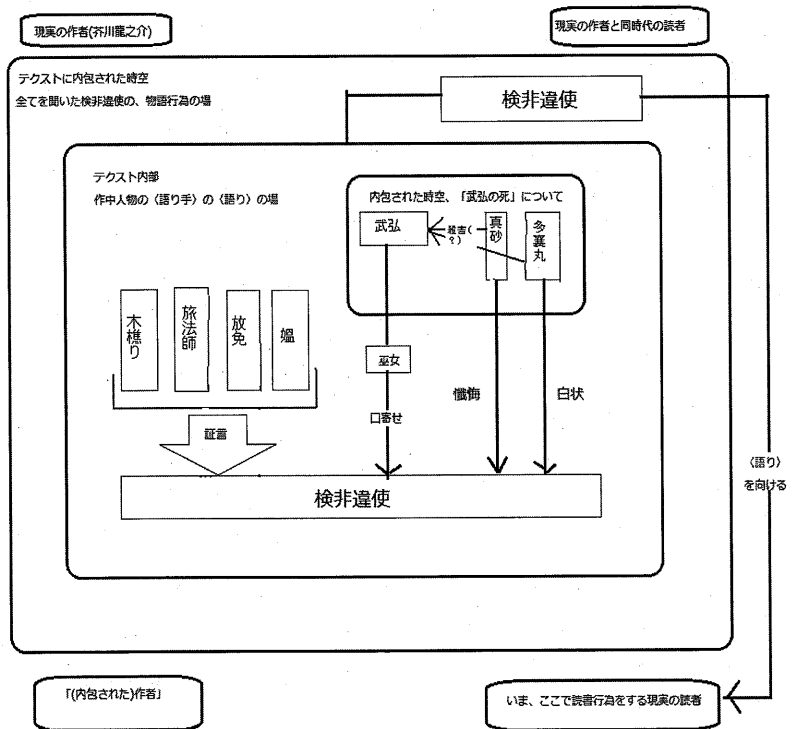 現実の作者(芥川龍之介)
現実の作者と同時代の読者
テクストに内包された時空
全てを聞いた検非違使の、物語行為の場
検非違使
テクスト内部
作中人物の〈語り手〉の〈語り〉の場
内包された時空、「武弘の死」について
武弘
殺害(
?)
真砂
多襄丸
木樵り
旅法師
放免
媼
巫女
懺悔
白状
口寄せ
証言
検非違使
〈語り〉
を向ける
「(内包された)作者」
いま、ここで読書行為をする現実の読者